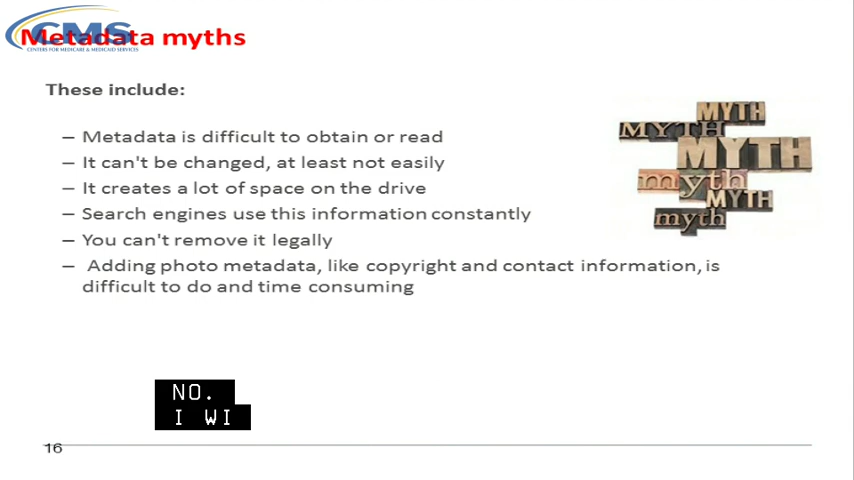 CMS
CENTERS FOR MEDICARE & MEDICAID SERVICES
Metadata myths
These include:
– Metadata is difficult to obtain or read
– It can't be changed, at least not easily
– It creates a lot of space on the drive
– Search engines use this information constantly
– You can't remove it legally
– Adding photo metadata, like copyright and contact information, is
difficult to do and time consuming
MYTH
MYTH
MYTH
myth
MYTH
myth
NO.
I WI
16